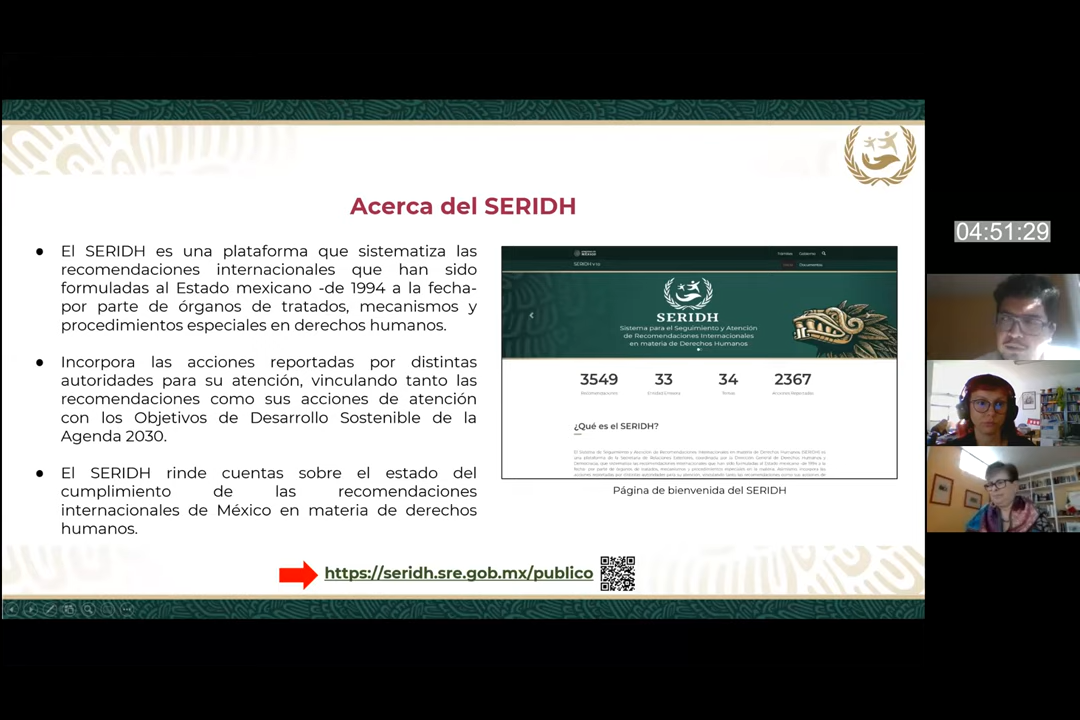 Acerca del SERIDH
● El SERIDH es una plataforma que sistematiza las
recomendaciones internacionales que han sido
formuladas al Estado mexicano -de 1994 a la fecha-
por parte de órganos de tratados, mecanismos y
procedimientos especiales en derechos humanos.
● Incorpora las acciones reportadas por distintas
autoridades para su atención, vinculando tanto las
recomendaciones como sus acciones de atención
con los Objetivos de Desarrollo Sostenible de la
Agenda 2030.
● El SERIDH rinde cuentas sobre el estado del
cumplimiento de las recomendaciones
internacionales de México en materia de derechos
humanos.
SERIDH
Sistema para el Seguimiento y Atención
de Recomendaciones Internacionales
en materia de Derechos Humanos
3549 33 34 2367
¿Qué es el SERIDH?
Página de bienvenida del SERIDH
https://seridh.sre.gob.mx/publico
04:51:29